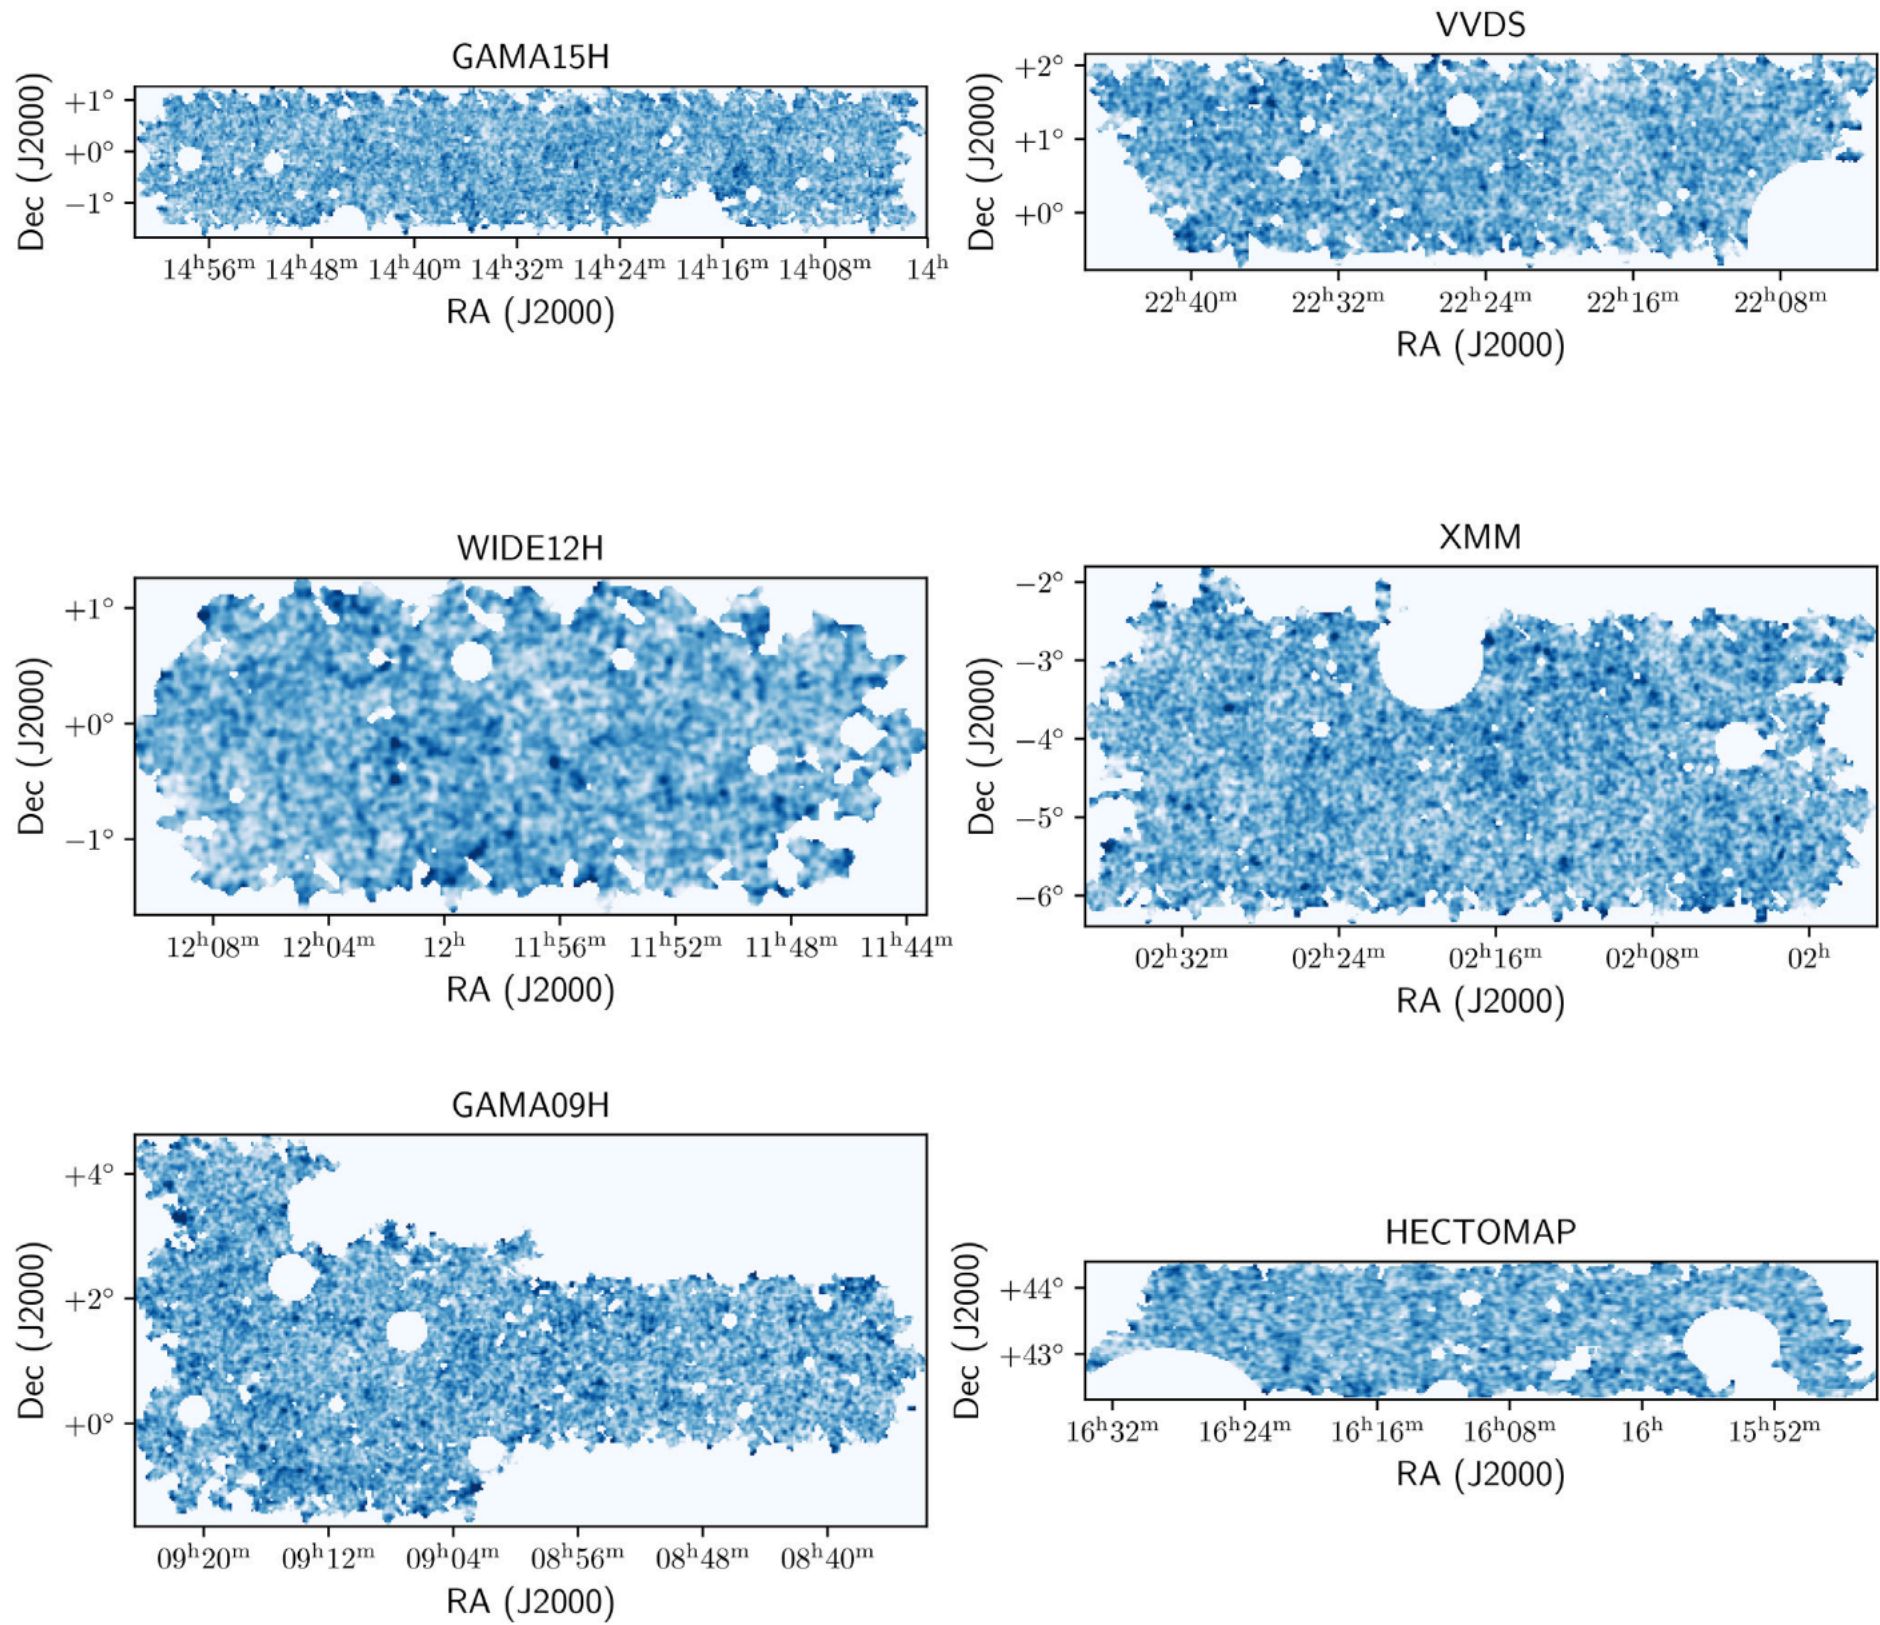 GAMA15H
Dec (J2000)
+1°
+0°
−1°
14ʰ56ᵐ 14ʰ48ᵐ 14ʰ40ᵐ 14ʰ32ᵐ 14ʰ24ᵐ 14ʰ16ᵐ 14ʰ08ᵐ 14ʰ
RA (J2000)
VVDS
Dec (J2000)
+2°
+1°
+0°
22ʰ40ᵐ 22ʰ32ᵐ 22ʰ24ᵐ 22ʰ16ᵐ 22ʰ08ᵐ
RA (J2000)
WIDE12H
Dec (J2000)
+1°
+0°
−1°
12ʰ08ᵐ 12ʰ04ᵐ 12ʰ 11ʰ56ᵐ 11ʰ52ᵐ 11ʰ48ᵐ 11ʰ44ᵐ
RA (J2000)
XMM
Dec (J2000)
−2°
−3°
−4°
−5°
−6°
02ʰ32ᵐ 02ʰ24ᵐ 02ʰ16ᵐ 02ʰ08ᵐ 02ʰ
RA (J2000)
GAMA09H
Dec (J2000)
+4°
+2°
+0°
09ʰ20ᵐ 09ʰ12ᵐ 09ʰ04ᵐ 08ʰ56ᵐ 08ʰ48ᵐ 08ʰ40ᵐ
RA (J2000)
HECTOMAP
Dec (J2000)
+44°
+43°
16ʰ32ᵐ 16ʰ24ᵐ 16ʰ16ᵐ 16ʰ08ᵐ 16ʰ 15ʰ52ᵐ
RA (J2000)